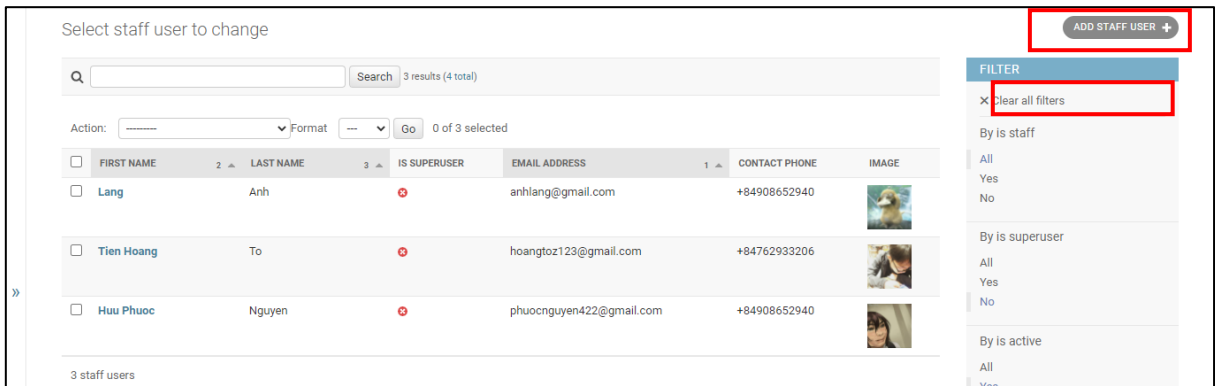 Select staff user to change
ADD STAFF USER +
Search 3 results (4 total)
Action: --------- Format --- Go 0 of 3 selected
FIRST NAME 2 LAST NAME 3 IS SUPERUSER EMAIL ADDRESS 1 CONTACT PHONE IMAGE
Lang Anh anhlang@gmail.com +84908652940
Tien Hoang To hoangtoz123@gmail.com +84762933206
Huu Phuoc Nguyen phuocnguyen422@gmail.com +84908652940
3 staff users
»
FILTER
Clear all filters
By is staff
All
Yes
No
By is superuser
All
Yes
No
By is active
All
Yes